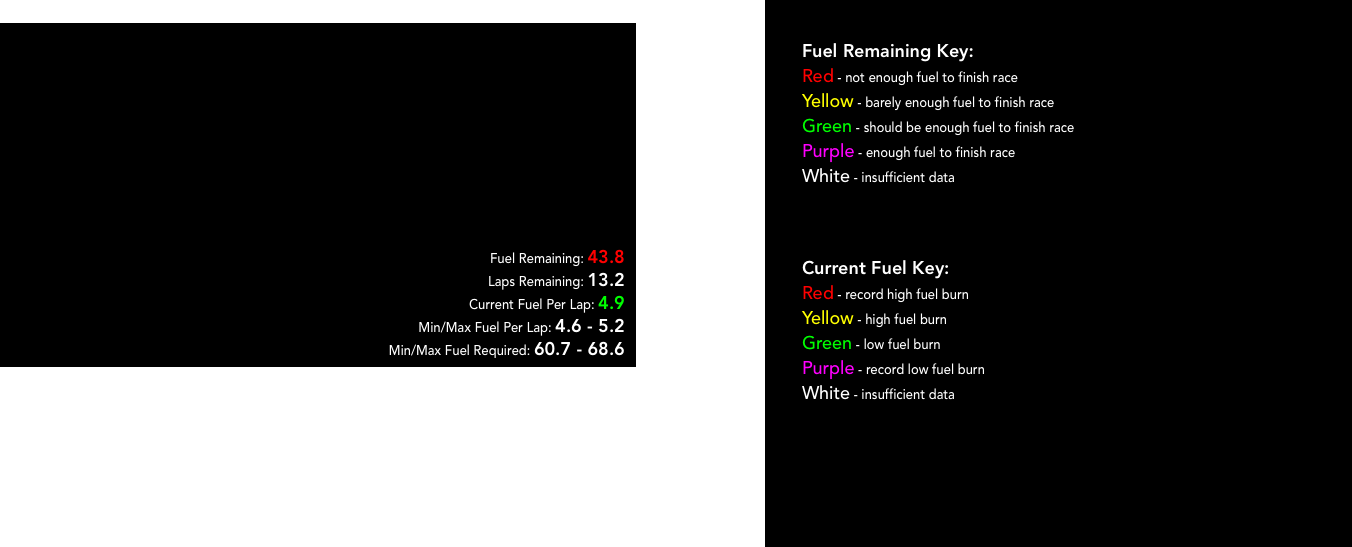 Fuel Remaining: 43.8
Laps Remaining: 13.2
Current Fuel Per Lap: 4.9
Min/Max Fuel Per Lap: 4.6 - 5.2
Min/Max Fuel Required: 60.7 - 68.6
Fuel Remaining Key:
Red - not enough fuel to finish race
Yellow - barely enough fuel to finish race
Green - should be enough fuel to finish race
Purple - enough fuel to finish race
White - insufficient data
Current Fuel Key:
Red - record high fuel burn
Yellow - high fuel burn
Green - low fuel burn
Purple - record low fuel burn
White - insufficient data